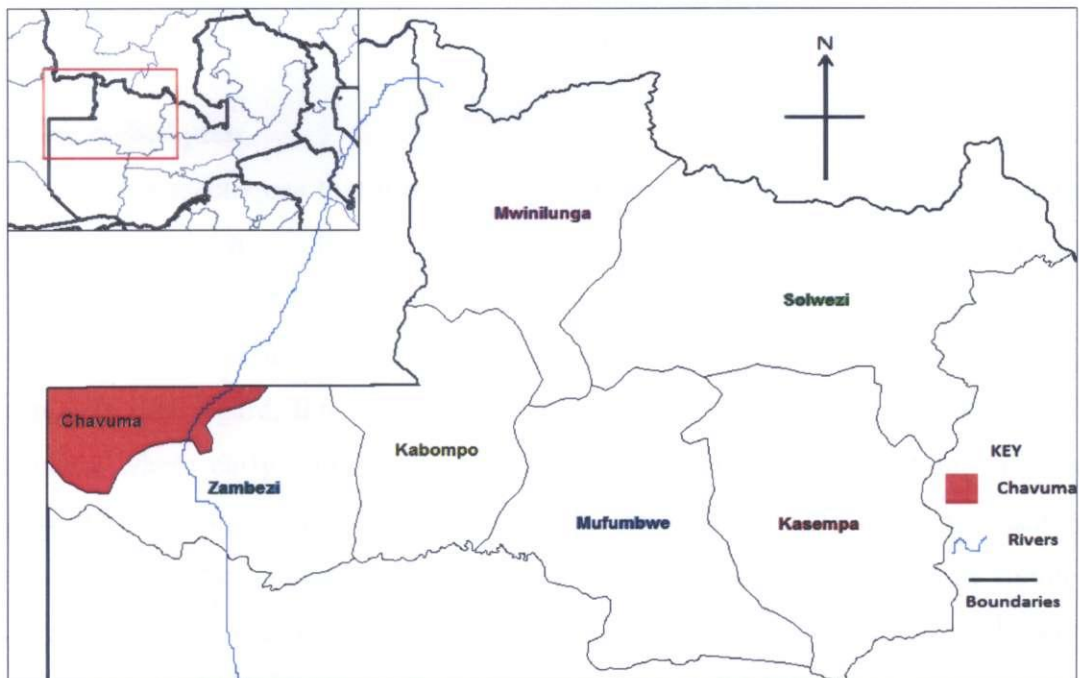 N
Mwinilunga
Solwezi
Chavuma
Kabompo
Zambezi
Mufumbwe
Kasempa
KEY
Chavuma
Rivers
Boundaries